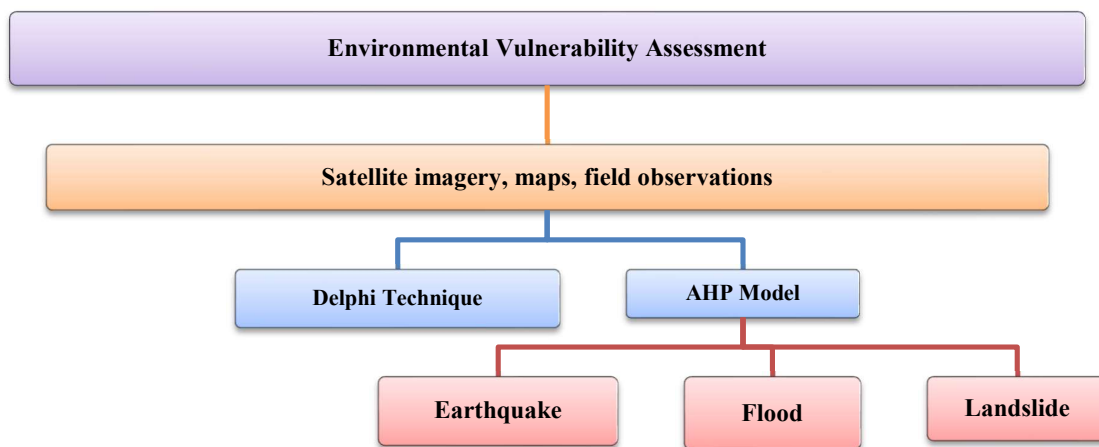 Environmental Vulnerability Assessment
Satellite imagery, maps, field observations
Delphi Technique
AHP Model
Earthquake
Flood
Landslide